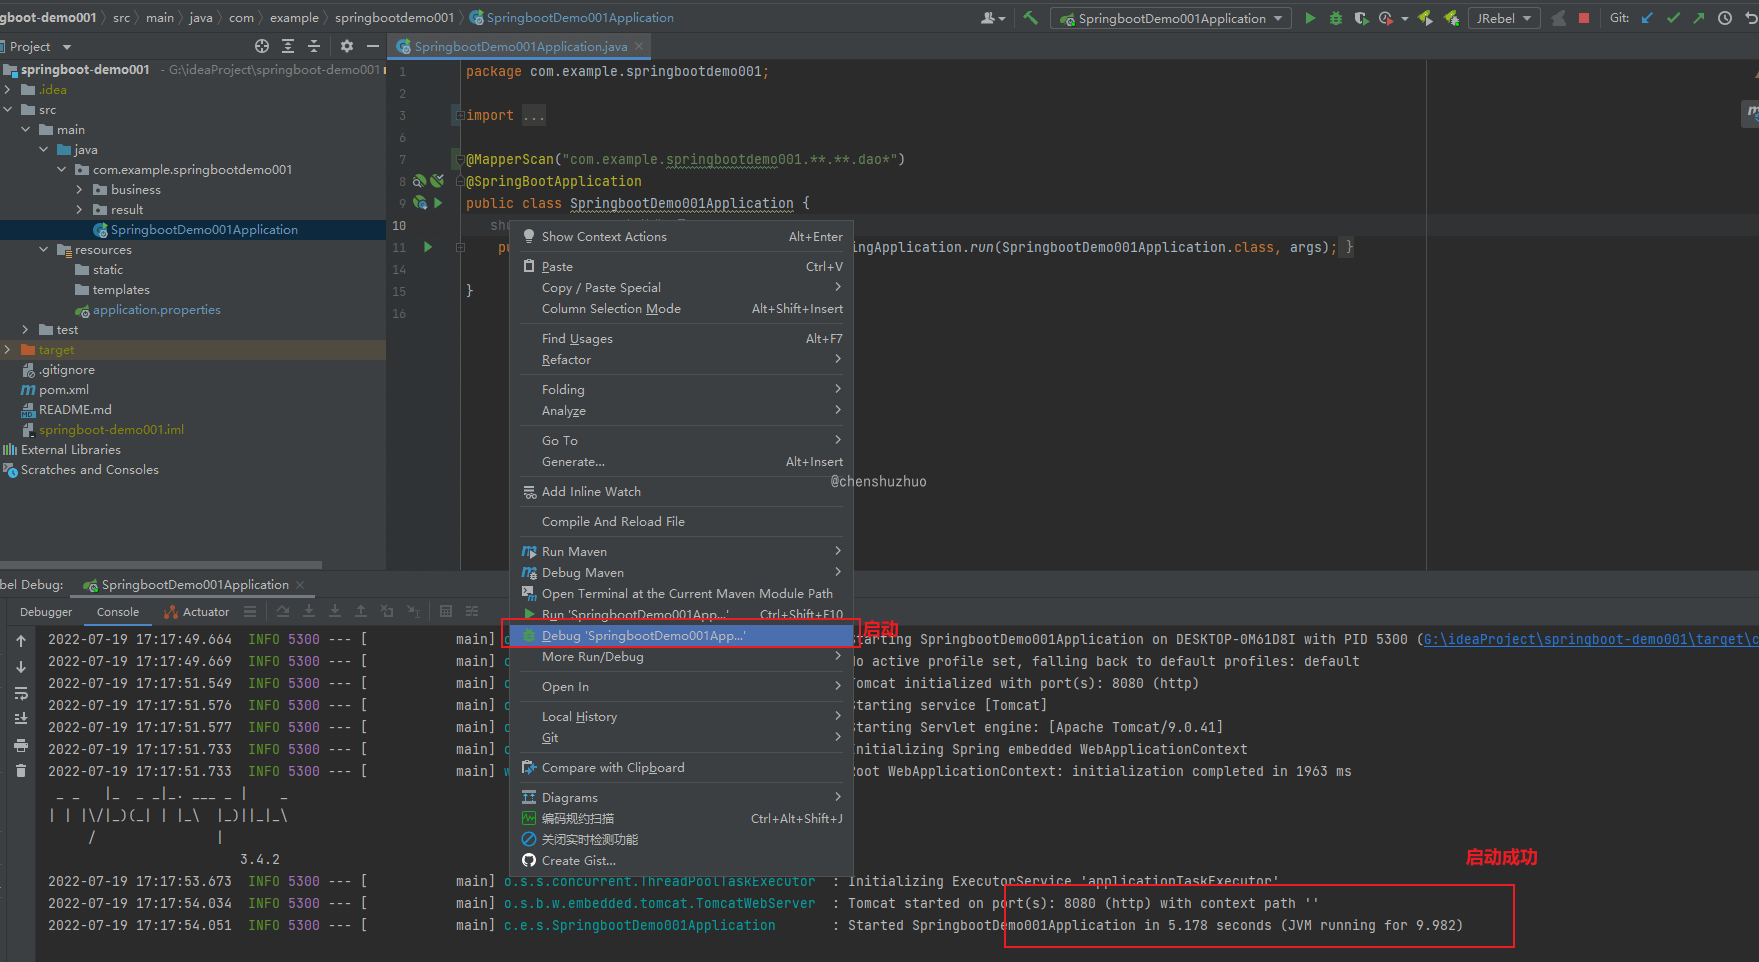 gboot-demo001 〉 src 〉 main 〉 java 〉 com 〉 example 〉 springbootdemo001 〉 SpringbootDemo001Application
SpringbootDemo001Application
JRebel
Git:
Project
SpringbootDemo001Application.java
springboot-demo001 - G:\ideaProject\springboot-demo001
.idea
src
main
java
com.example.springbootdemo001
business
result
SpringbootDemo001Application
resources
static
templates
application.properties
test
target
.gitignore
pom.xml
README.md
springboot-demo001.iml
External Libraries
Scratches and Consoles
1 package com.example.springbootdemo001;
2
3 import ...
6
7 @MapperScan("com.example.springbootdemo001.**.**.dao*")
8 @SpringBootApplication
9 public class SpringbootDemo001Application {
10
11 ingApplication.run(SpringbootDemo001Application.class, args); }
14
15 }
16
Show Context Actions Alt+Enter
Paste Ctrl+V
Copy / Paste Special
Column Selection Mode Alt+Shift+Insert
Find Usages Alt+F7
Refactor
Folding
Analyze
Go To
Generate... Alt+Insert
Add Inline Watch
Compile And Reload File
Run Maven
Debug Maven
Open Terminal at the Current Maven Module Path
Run 'SpringbootDemo001App...' Ctrl+Shift+F10
Debug 'SpringbootDemo001App...'
More Run/Debug
Open In
Local History
Git
Compare with Clipboard
Diagrams
编码规约扫描 Ctrl+Alt+Shift+J
关闭实时检测功能
Create Gist...
@chenshuzhuo
启动
启动成功
bel Debug: SpringbootDemo001Application
Debugger Console Actuator
2022-07-19 17:17:49.664 INFO 5300 --- [ main] c tarting SpringbootDemo001Application on DESKTOP-0M61D8I with PID 5300 (G:\ideaProject\springboot-demo001\target\c
2022-07-19 17:17:49.669 INFO 5300 --- [ main] c o active profile set, falling back to default profiles: default
2022-07-19 17:17:51.549 INFO 5300 --- [ main] o omcat initialized with port(s): 8080 (http)
2022-07-19 17:17:51.576 INFO 5300 --- [ main] o tarting service [Tomcat]
2022-07-19 17:17:51.577 INFO 5300 --- [ main] o tarting Servlet engine: [Apache Tomcat/9.0.41]
2022-07-19 17:17:51.733 INFO 5300 --- [ main] o nitializing Spring embedded WebApplicationContext
2022-07-19 17:17:51.733 INFO 5300 --- [ main] w oot WebApplicationContext: initialization completed in 1963 ms
3.4.2
2022-07-19 17:17:53.673 INFO 5300 --- [ main] o.s.s.concurrent.ThreadPoolTaskExecutor : Initializing ExecutorService 'applicationTaskExecutor'
2022-07-19 17:17:54.034 INFO 5300 --- [ main] o.s.b.w.embedded.tomcat.TomcatWebServer : Tomcat started on port(s): 8080 (http) with context path ''
2022-07-19 17:17:54.051 INFO 5300 --- [ main] c.e.s.SpringbootDemo001Application : Started SpringbootDemo001Application in 5.178 seconds (JVM running for 9.982)